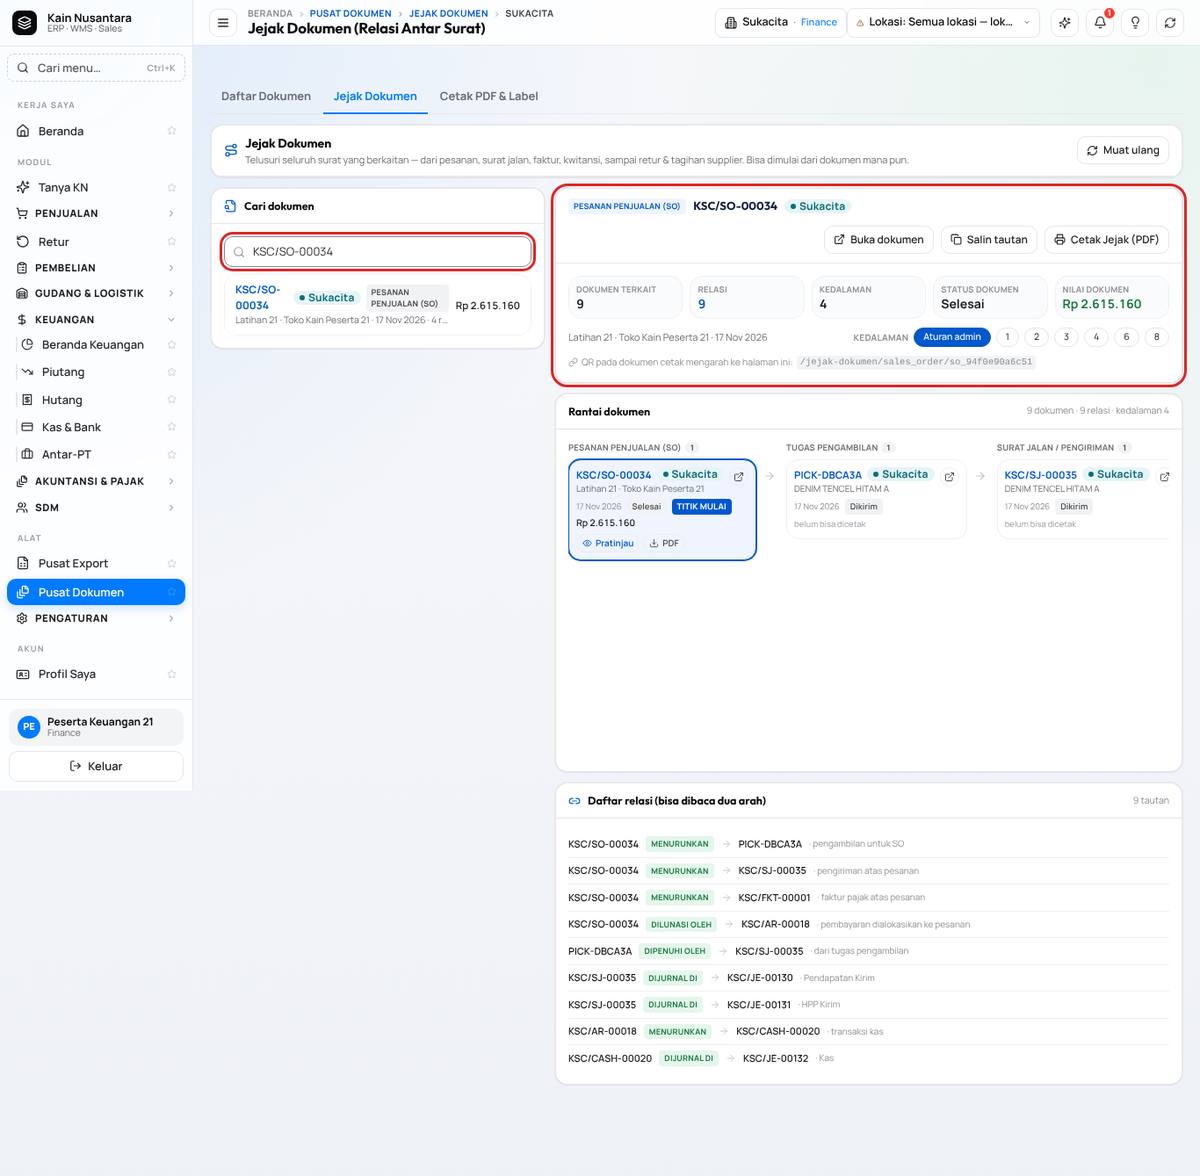 Kain Nusantara
ERP · WMS · Sales
Cari menu... Ctrl+K
KERJA SAYA
Beranda
MODUL
Tanya KN
PENJUALAN
Retur
PEMBELIAN
GUDANG & LOGISTIK
KEUANGAN
Beranda Keuangan
Piutang
Hutang
Kas & Bank
Antar-PT
AKUNTANSI & PAJAK
SDM
ALAT
Pusat Export
Pusat Dokumen
PENGATURAN
AKUN
Profil Saya
PE
Peserta Keuangan 21
Finance
Keluar
BERANDA › PUSAT DOKUMEN › JEJAK DOKUMEN › SUKACITA
Jejak Dokumen (Relasi Antar Surat)
Sukacita · Finance
Lokasi: Semua lokasi — lok...
1
Daftar Dokumen
Jejak Dokumen
Cetak PDF & Label
Jejak Dokumen
Telusuri seluruh surat yang berkaitan — dari pesanan, surat jalan, faktur, kwitansi, sampai retur & tagihan supplier. Bisa dimulai dari dokumen mana pun.
Muat ulang
Cari dokumen
KSC/SO-00034
KSC/SO-
00034
Sukacita
PESANAN
PENJUALAN (SO)
Rp 2.615.160
Latihan 21 · Toko Kain Peserta 21 · 17 Nov 2026 · 4 r...
PESANAN PENJUALAN (SO) KSC/SO-00034 Sukacita
Buka dokumen
Salin tautan
Cetak Jejak (PDF)
DOKUMEN TERKAIT
9
RELASI
9
KEDALAMAN
4
STATUS DOKUMEN
Selesai
NILAI DOKUMEN
Rp 2.615.160
Latihan 21 · Toko Kain Peserta 21 · 17 Nov 2026
KEDALAMAN Aturan admin 1 2 3 4 6 8
QR pada dokumen cetak mengarah ke halaman ini: /jejak-dokumen/sales_order/so_94f0e90a6c51
Rantai dokumen
9 dokumen · 9 relasi · kedalaman 4
PESANAN PENJUALAN (SO) 1
KSC/SO-00034 Sukacita
Latihan 21 · Toko Kain Peserta 21
17 Nov 2026 Selesai TITIK MULAI
Rp 2.615.160
Pratinjau PDF
TUGAS PENGAMBILAN 1
PICK-DBCA3A Sukacita
DENIM TENCEL HITAM A
17 Nov 2026 Dikirim
belum bisa dicetak
SURAT JALAN / PENGIRIMAN 1
KSC/SJ-00035 Sukacita
DENIM TENCEL HITAM A
17 Nov 2026 Dikirim
belum bisa dicetak
Daftar relasi (bisa dibaca dua arah)
9 tautan
KSC/SO-00034 MENURUNKAN → PICK-DBCA3A · pengambilan untuk SO
KSC/SO-00034 MENURUNKAN → KSC/SJ-00035 · pengiriman atas pesanan
KSC/SO-00034 MENURUNKAN → KSC/FKT-00001 · faktur pajak atas pesanan
KSC/SO-00034 DILUNASI OLEH → KSC/AR-00018 · pembayaran dialokasikan ke pesanan
PICK-DBCA3A DIPENUHI OLEH → KSC/SJ-00035 · dari tugas pengambilan
KSC/SJ-00035 DIJURNAL DI → KSC/JE-00130 · Pendapatan Kirim
KSC/SJ-00035 DIJURNAL DI → KSC/JE-00131 · HPP Kirim
KSC/AR-00018 MENURUNKAN → KSC/CASH-00020 · transaksi kas
KSC/CASH-00020 DIJURNAL DI → KSC/JE-00132 · Kas